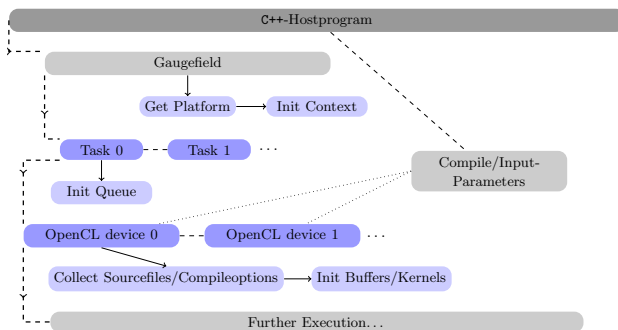 C++-Hostprogram
Gaugefield
Get Platform
Init Context
Task 0
Task 1
...
Compile/Input-
Parameters
Init Queue
OpenCL device 0
OpenCL device 1
...
Collect Sourcefiles/Compileoptions
Init Buffers/Kernels
Further Execution...